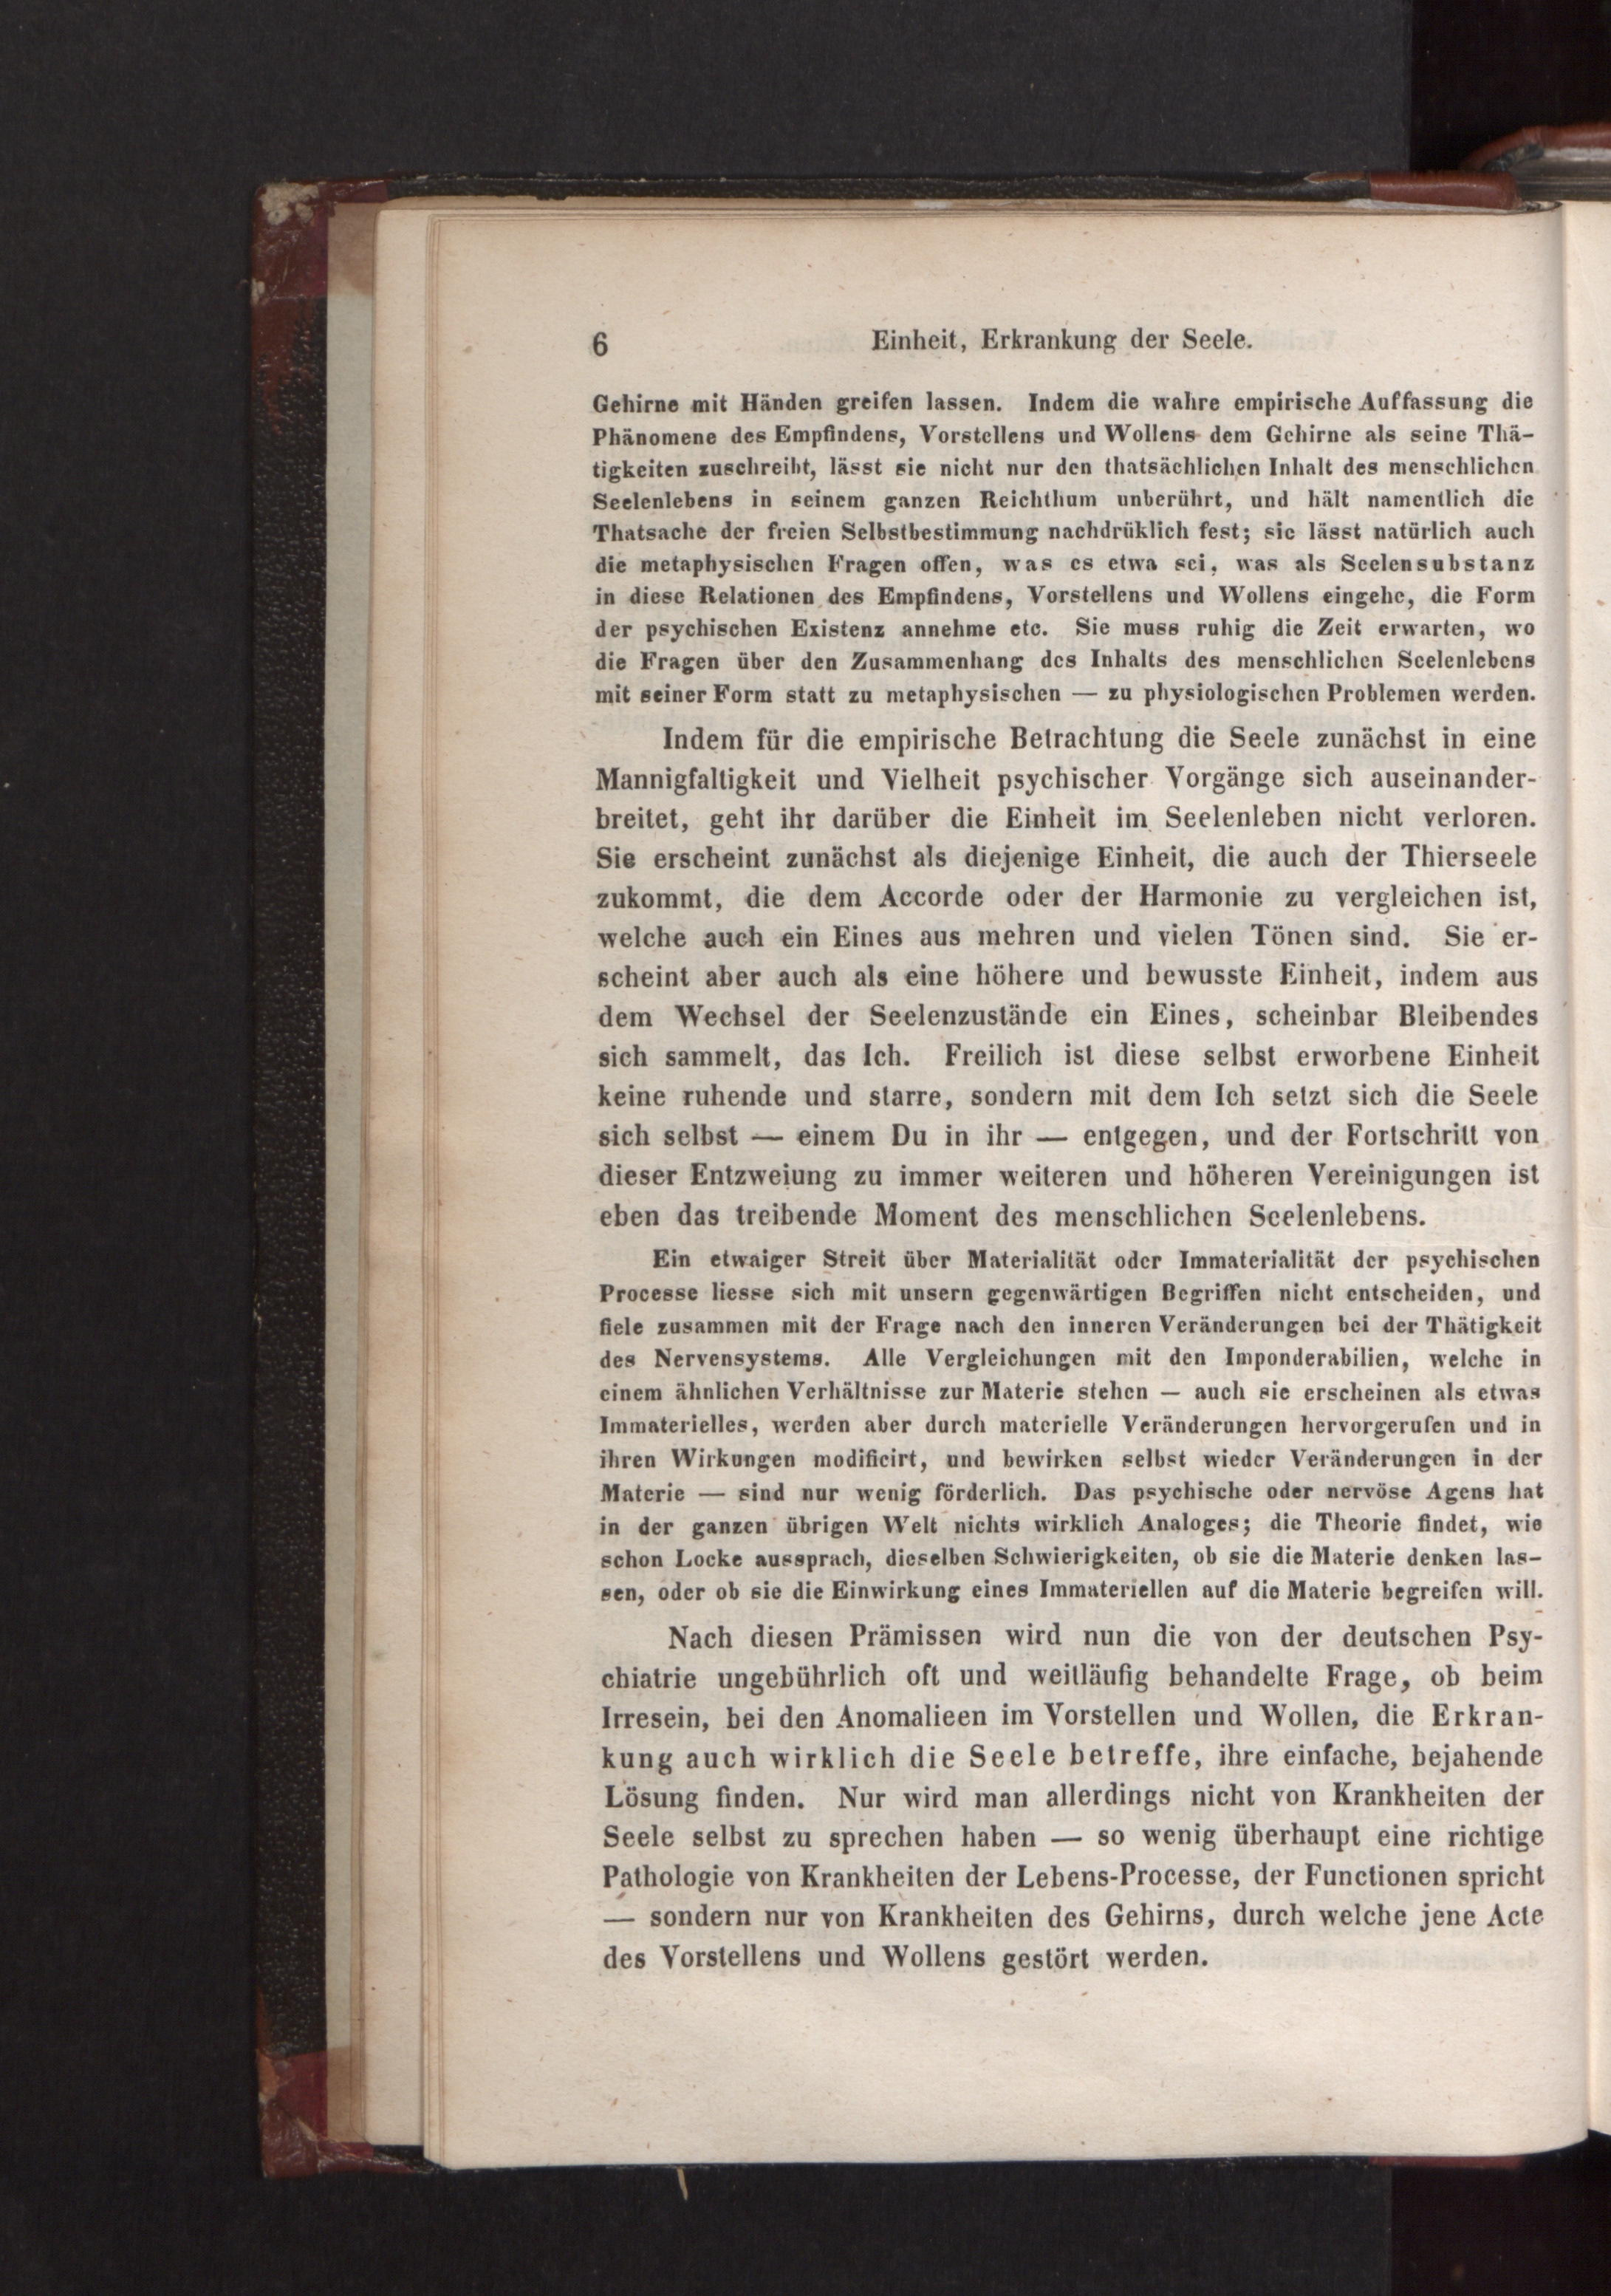 6 Einheit, Erkrankung der Seele.
Gehirne mit Händen greifen lassen. Indem die wahre empirische Auffassung die
Phänomene des Empfindens, Vorstellens und Wollens dem Gehirne als seine Thä-
tigkeiten zuschreibt, lässt sie nicht nur den thatsächlichen Inhalt des menschlichen
Seelenlebens in seinem ganzen Reichthum unberührt, und hält namentlich die
Thatsache der freien Selbstbestimmung nachdrüklich fest; sie lässt natürlich auch
die metaphysischen Fragen offen, was es etwa sei, was als Seelensubstanz
in diese Relationen des Empfindens, Vorstellens und Wollens eingehe, die Form
der psychischen Existenz annehme etc. Sie muss ruhig die Zeit erwarten, wo
die Fragen über den Zusammenhang des Inhalts des menschlichen Seelenlebens
mit seiner Form statt zu metaphysischen — zu physiologischen Problemen werden.
Indem für die empirische Betrachtung die Seele zunächst in eine
Mannigfaltigkeit und Vielheit psychischer Vorgänge sich auseinander-
breitet, geht ihr darüber die Einheit im Seelenleben nicht verloren.
Sie erscheint zunächst als diejenige Einheit, die auch der Thierseele
zukommt, die dem Accorde oder der Harmonie zu vergleichen ist,
welche auch ein Eines aus mehren und vielen Tönen sind. Sie er-
scheint aber auch als eine höhere und bewusste Einheit, indem aus
dem Wechsel der Seelenzustände ein Eines, scheinbar Bleibendes
sich sammelt, das Ich. Freilich ist diese selbst erworbene Einheit
keine ruhende und starre, sondern mit dem Ich setzt sich die Seele
sich selbst — einem Du in ihr — entgegen, und der Fortschritt von
dieser Entzweiung zu immer weiteren und höheren Vereinigungen ist
eben das treibende Moment des menschlichen Seelenlebens.
Ein etwaiger Streit über Materialität oder Immaterialität der psychischen
Processe liesse sich mit unsern gegenwärtigen Begriffen nicht entscheiden, und
fiele zusammen mit der Frage nach den inneren Veränderungen bei der Thätigkeit
des Nervensystems. Alle Vergleichungen mit den Imponderabilien, welche in
einem ähnlichen Verhältnisse zur Materie stehen — auch sie erscheinen als etwas
Immaterielles, werden aber durch materielle Veränderungen hervorgerufen und in
ihren Wirkungen modificirt, und bewirken selbst wieder Veränderungen in der
Materie — sind nur wenig förderlich. Das psychische oder nervöse Agens hat
in der ganzen übrigen Welt nichts wirklich Analoges; die Theorie findet, wie
schon Locke aussprach, dieselben Schwierigkeiten, ob sie die Materie denken las-
sen, oder ob sie die Einwirkung eines Immateriellen auf die Materie begreifen will.
Nach diesen Prämissen wird nun die von der deutschen Psy-
chiatrie ungebührlich oft und weitläufig behandelte Frage, ob beim
Irresein, bei den Anomalieen im Vorstellen und Wollen, die Erkran-
kung auch wirklich die Seele betreffe, ihre einfache, bejahende
Lösung finden. Nur wird man allerdings nicht von Krankheiten der
Seele selbst zu sprechen haben — so wenig überhaupt eine richtige
Pathologie von Krankheiten der Lebens-Processe, der Functionen spricht
— sondern nur von Krankheiten des Gehirns, durch welche jene Acte
des Vorstellens und Wollens gestört werden.